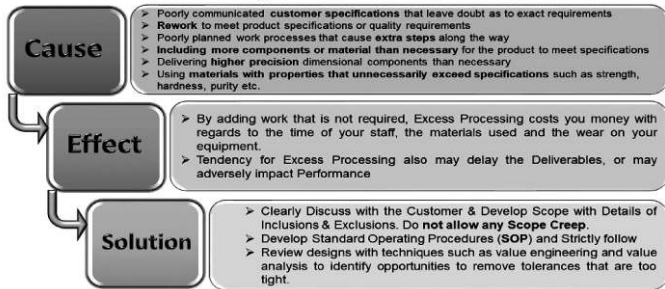 Cause
➢ Poorly communicated customer specifications that leave doubt as to exact requirements
➢ Rework to meet product specifications or quality requirements
➢ Poorly planned work processes that cause extra steps along the way
➢ Including more components or material than necessary for the product to meet specifications
➢ Delivering higher precision dimensional components than necessary
➢ Using materials with properties that unnecessarily exceed specifications such as strength,
hardness, purity etc.
Effect
➢ By adding work that is not required, Excess Processing costs you money with
regards to the time of your staff, the materials used and the wear on your
equipment.
➢ Tendency for Excess Processing also may delay the Deliverables, or may
adversely impact Performance
Solution
➢ Clearly Discuss with the Customer & Develop Scope with Details of
Inclusions & Exclusions. Do not allow any Scope Creep.
➢ Develop Standard Operating Procedures (SOP) and Strictly follow
➢ Review designs with techniques such as value engineering and value
analysis to identify opportunities to remove tolerances that are too
tight.